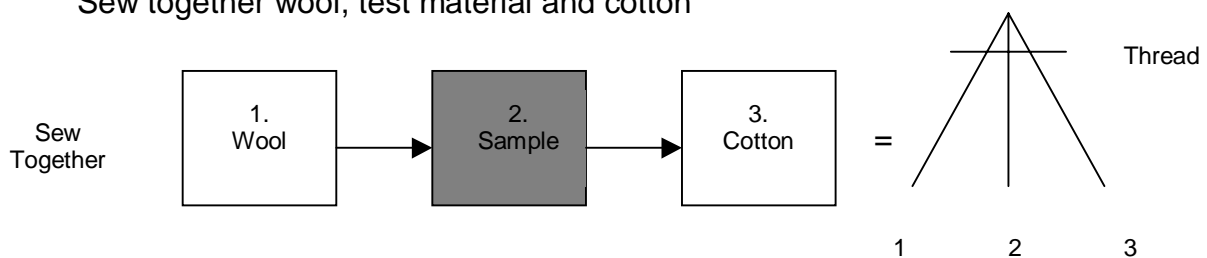 Sew together wool, test material and cotton
Thread
Sew
Together
1.
Wool
2.
Sample
3.
Cotton
=
1 2 3